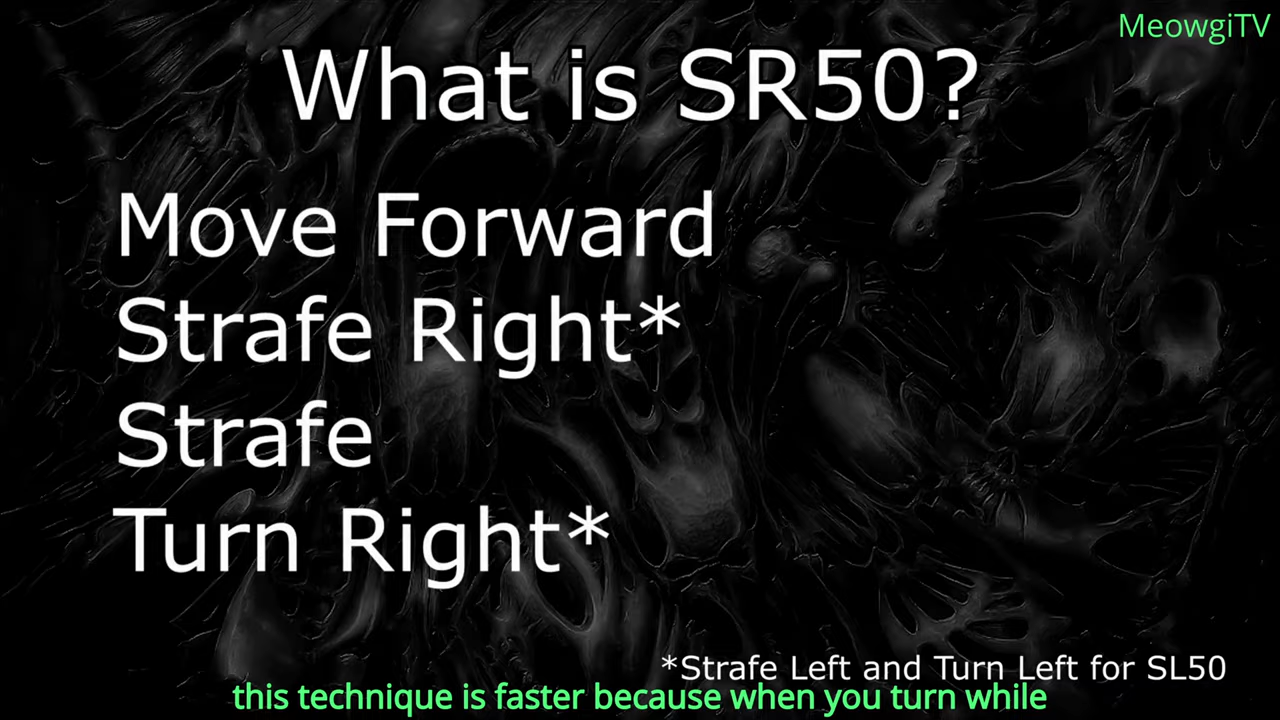 MeowgiTV
What is SR50?
Move Forward
Strafe Right*
Strafe
Turn Right*
*Strafe Left and Turn Left for SL50
this technique is faster because when you turn while